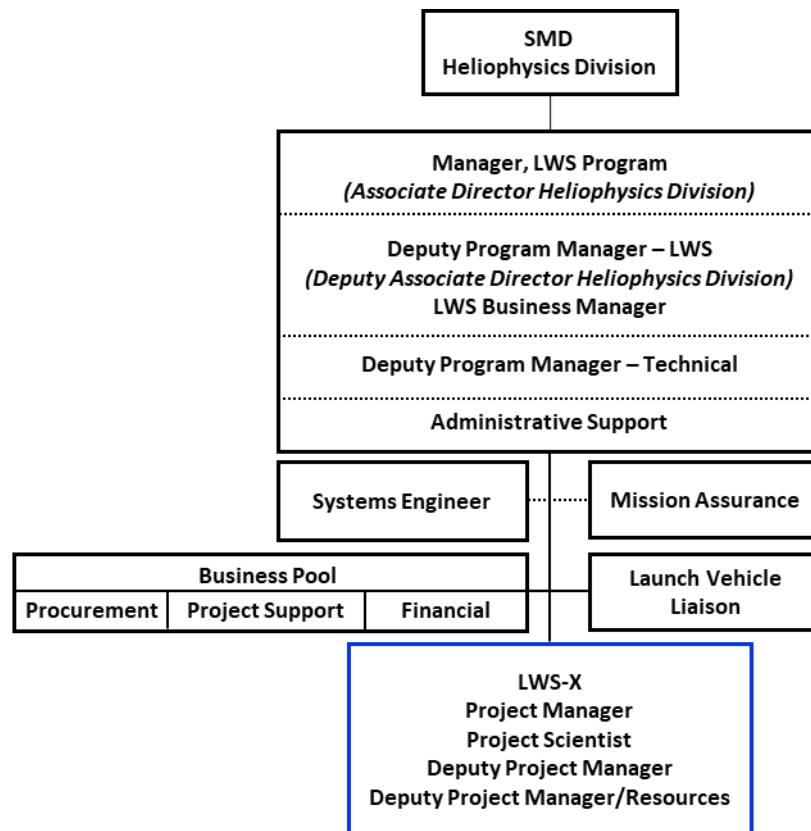 SMD
Heliophysics Division
Manager, LWS Program
(Associate Director Heliophysics Division)
Deputy Program Manager – LWS
(Deputy Associate Director Heliophysics Division)
LWS Business Manager
Deputy Program Manager – Technical
Administrative Support
Systems Engineer
Mission Assurance
Business Pool
Procurement
Project Support
Financial
Launch Vehicle
Liaison
LWS-X
Project Manager
Project Scientist
Deputy Project Manager
Deputy Project Manager/Resources